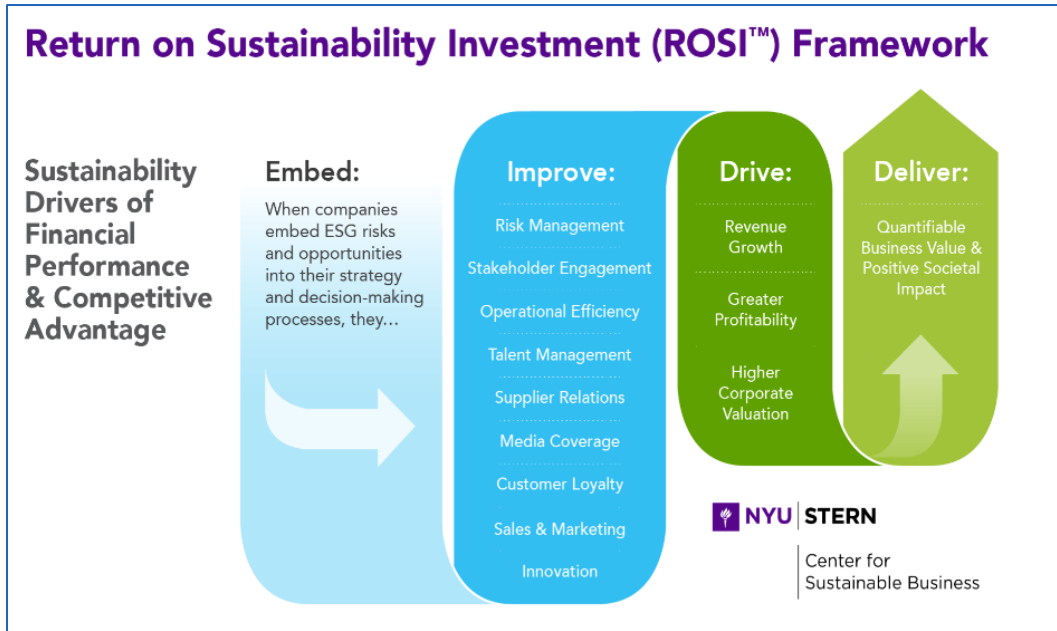 Return on Sustainability Investment (ROSI™) Framework
Sustainability
Drivers of
Financial
Performance
& Competitive
Advantage
Embed:
When companies
embed ESG risks
and opportunities
into their strategy
and decision-making
processes, they...
Improve:
Risk Management
Stakeholder Engagement
Operational Efficiency
Talent Management
Supplier Relations
Media Coverage
Customer Loyalty
Sales & Marketing
Innovation
Drive:
Revenue
Growth
Greater
Profitability
Higher
Corporate
Valuation
Deliver:
Quantifiable
Business Value &
Positive Societal
Impact
NYU STERN
Center for
Sustainable Business